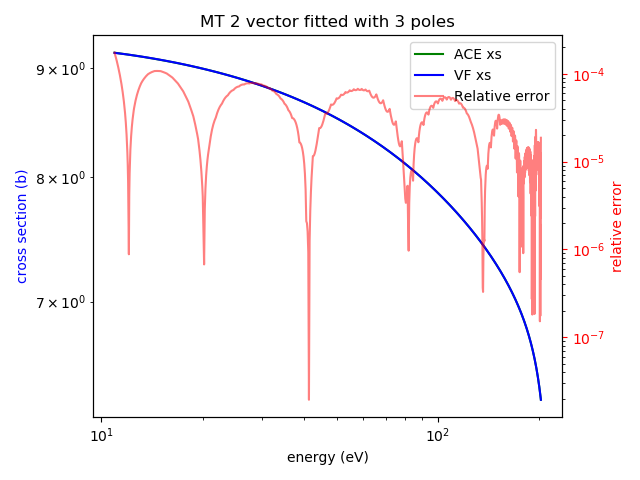 MT 2 vector fitted with 3 poles
ACE xs
VF xs
Relative error
9 × 10⁰
8 × 10⁰
7 × 10⁰
cross section (b)
10⁻⁴
10⁻⁵
10⁻⁶
10⁻⁷
relative error
10¹
10²
energy (eV)